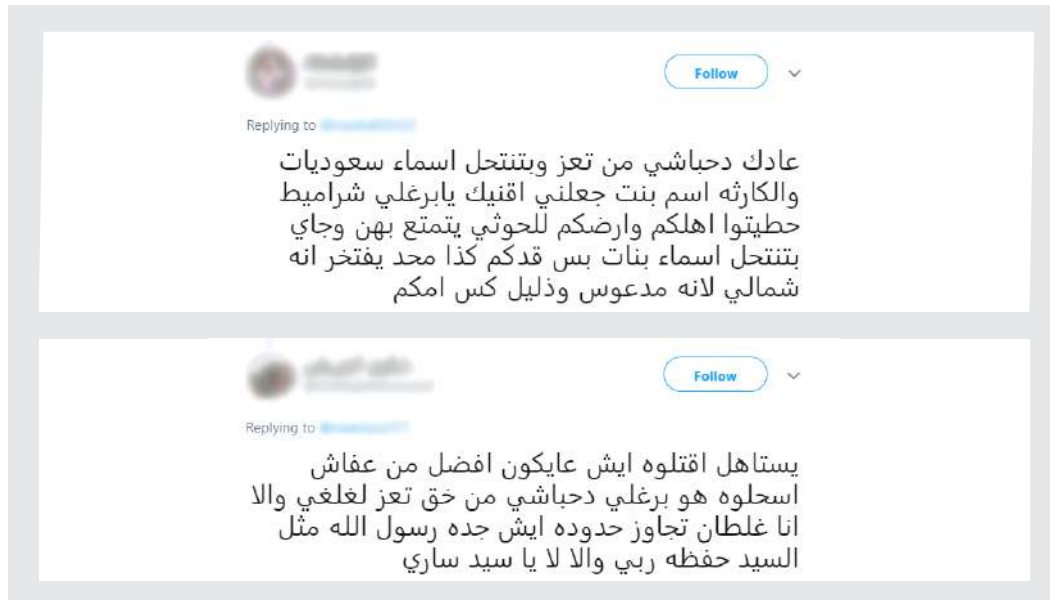 Follow
Replying to
عادك دحباشي من تعز وبتنتحل اسماء سعوديات
والكارثه اسم بنت جعلني اقنيك يابرغلي شراميط
حطيتوا اهلكم وارضكم للحوثي يتمتع بهن وجاي
بتنتحل اسماء بنات بس قدكم كذا محد يفتخر انه
شمالي لانه مدعوس وذليل كس امكم
Follow
Replying to
يستاهل اقتلوه ايش عايكون افضل من عفاش
اسحلوه هو برغلي دحباشي من خق تعز لغلغي والا
انا غلطان تجاوز حدوده ايش جده رسول الله مثل
السيد حفظه ربي والا لا يا سيد ساري